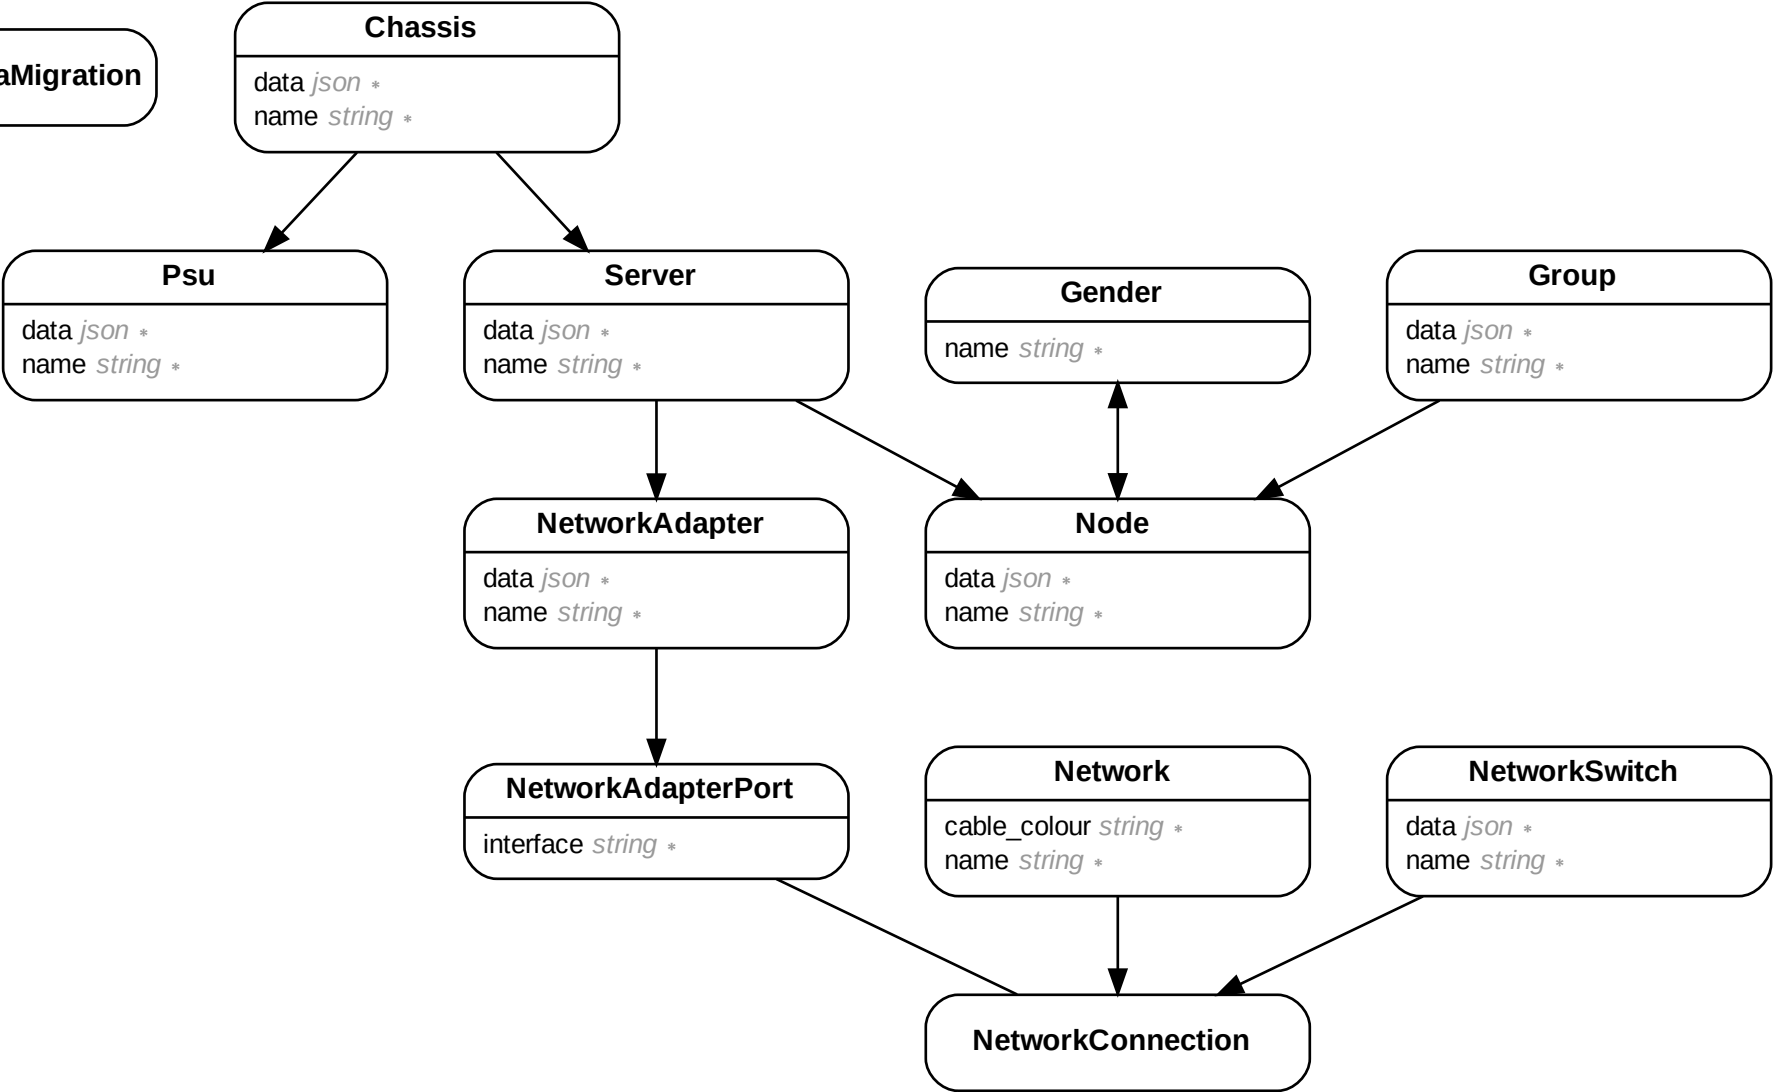 Chassis
data json *
name string *
aMigration
Psu
data json *
name string *
Server
data json *
name string *
Gender
name string *
Group
data json *
name string *
NetworkAdapter
data json *
name string *
Node
data json *
name string *
NetworkAdapterPort
interface string *
Network
cable_colour string *
name string *
NetworkSwitch
data json *
name string *
NetworkConnection